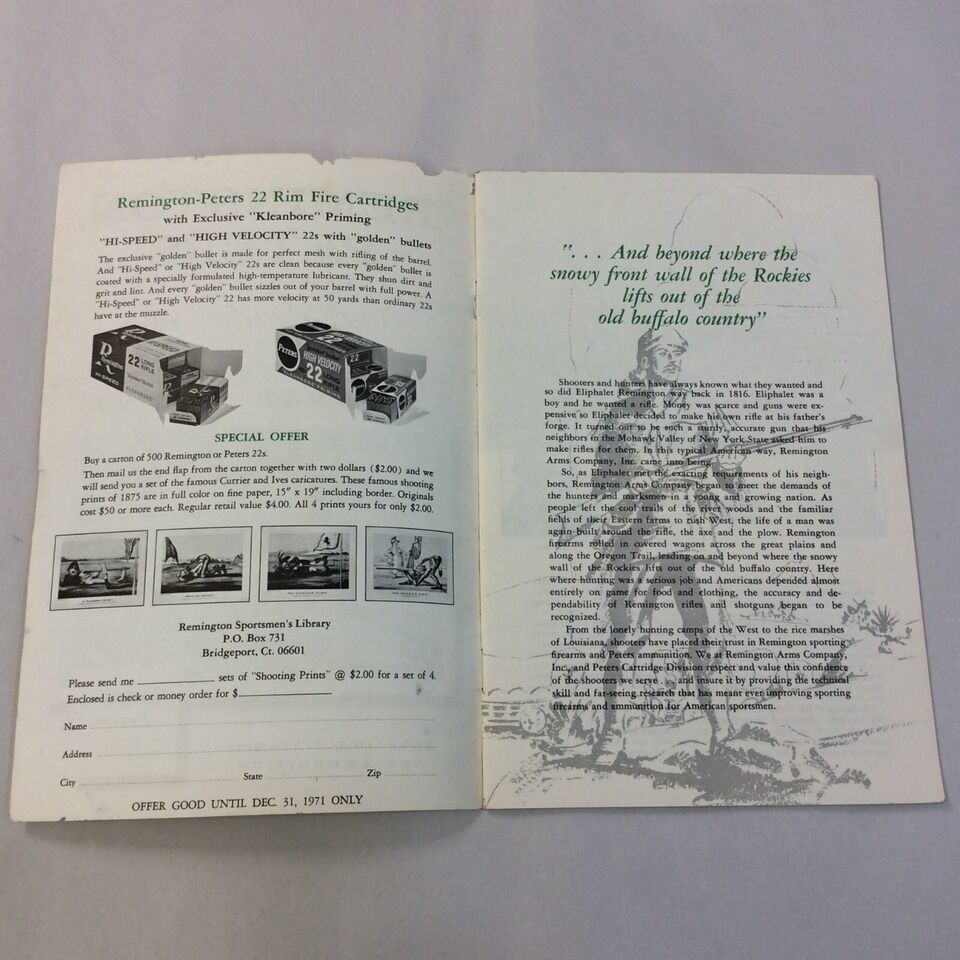 Remington-Peters 22 Rim Fire Cartridges
with Exclusive "Kleanbore" Priming
"HI-SPEED" and "HIGH VELOCITY" 22s with "golden" bullets
The exclusive "golden" bullet is made for perfect mesh with rifling of the barrel.
And "Hi-Speed" or "High Velocity" 22s are clean because every "golden" bullet is
coated with a specially formulated high-temperature lubricant. They shun dirt and
grit and lint. And every "golden" bullet sizzles out of your barrel with full power. A
"Hi-Speed" or "High Velocity" 22 has more velocity at 50 yards than ordinary 22s
have at the muzzle.
R
Remington
HI-SPEED
22 LONG RIFLE
KLEANBORE
PETERS
HIGH VELOCITY
22 LONG RIFLE
SPECIAL OFFER
Buy a carton of 500 Remington or Peters 22s.
Then mail us the end flap from the carton together with two dollars ($2.00) and we
will send you a set of the famous Currier and Ives caricatures. These famous shooting
prints of 1875 are in full color on fine paper, 15" x 19" including border. Originals
cost $50 or more each. Regular retail value $4.00. All 4 prints yours for only $2.00.
Remington Sportsmen's Library
P.O. Box 731
Bridgeport, Ct. 06601
Please send me sets of "Shooting Prints" @ $2.00 for a set of 4.
Enclosed is check or money order for $
Name
Address
City State Zip
OFFER GOOD UNTIL DEC. 31, 1971 ONLY
". . . And beyond where the
snowy front wall of the Rockies
lifts out of the
old buffalo country"
Shooters and hunters have always known what they wanted and
so did Eliphalet Remington way back in 1816. Eliphalet was a
boy and he wanted a rifle. Money was scarce and guns were ex-
pensive so Eliphalet decided to make his own rifle at his father's
forge. It turned out to be such a sturdy, accurate gun that his
neighbors in the Mohawk Valley of New York State asked him to
make rifles for them. In this typical American way, Remington
Arms Company, Inc. came into being.
So, as Eliphalet met the exacting requirements of his neigh-
bors, Remington Arms Company began to meet the demands of
the hunters and marksmen in a young and growing nation. As
people left the cool trails of the river woods and the familiar
fields of their Eastern farms to rush West, the life of a man was
again built around the rifle, the axe and the plow. Remington
firearms rolled in covered wagons across the great plains and
along the Oregon Trail, leading on and beyond where the snowy
wall of the Rockies lifts out of the old buffalo country. Here
where hunting was a serious job and Americans depended almost
entirely on game for food and clothing, the accuracy and de-
pendability of Remington rifles and shotguns began to be
recognized.
From the lonely hunting camps of the West to the rice marshes
of Louisiana, shooters have placed their trust in Remington sporting
firearms and Peters ammunition. We at Remington Arms Company,
Inc., and Peters Cartridge Division respect and value this confidence
of the shooters we serve . . . and insure it by providing the technical
skill and far-seeing research that has meant ever improving sporting
firearms and ammunition for American sportsmen.